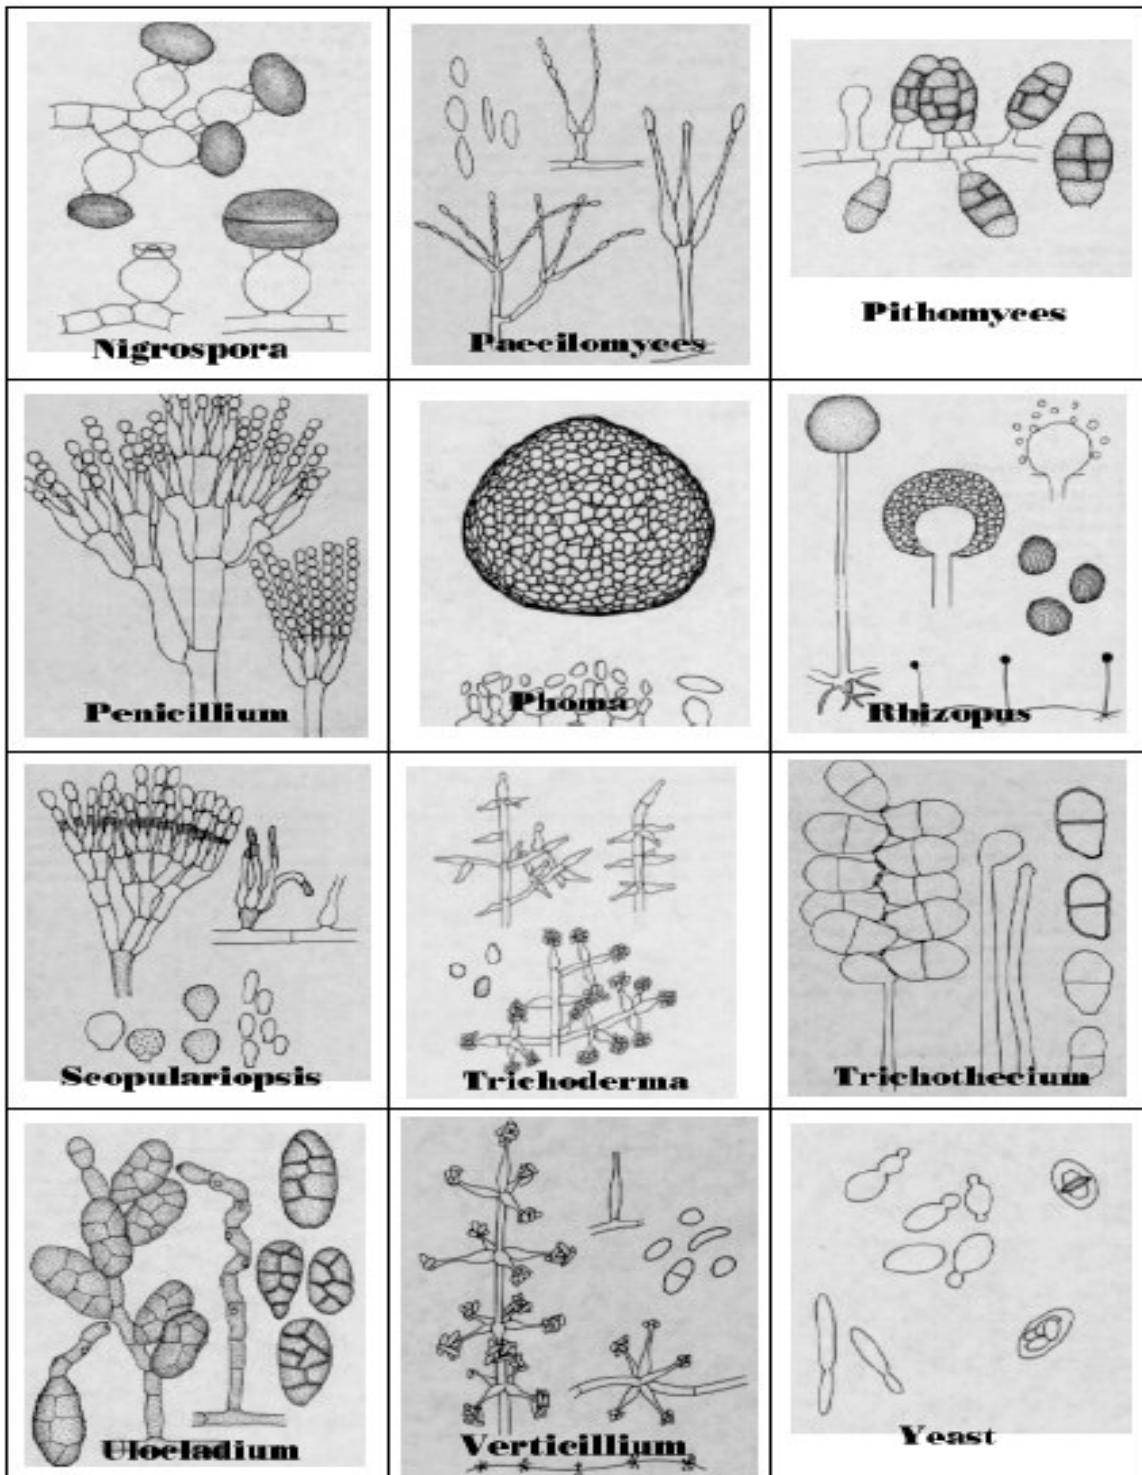 Nigrospora
Paecilomyces
Pithomyces
Penicillium
Phoma
Rhizopus
Scopulariopsis
Trichoderma
Trichothecium
Ulocladium
Verticillium
Yeast